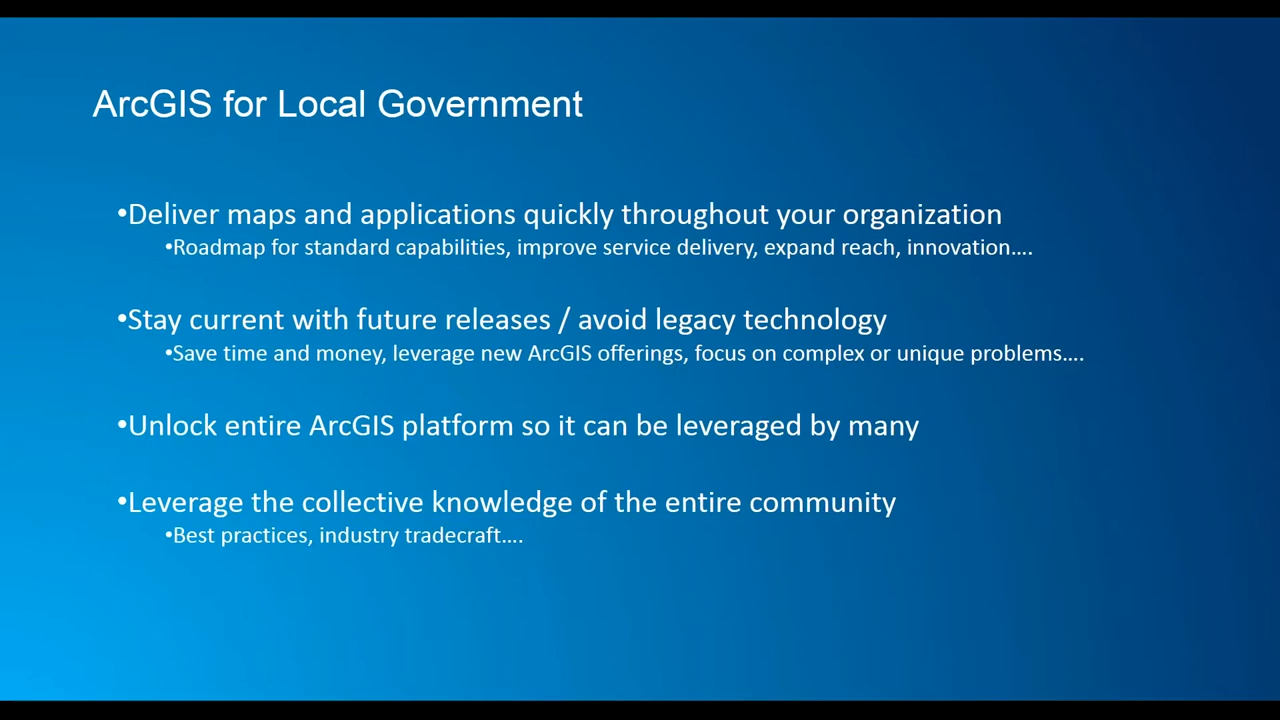 ArcGIS for Local Government
•Deliver maps and applications quickly throughout your organization
•Roadmap for standard capabilities, improve service delivery, expand reach, innovation….
•Stay current with future releases / avoid legacy technology
•Save time and money, leverage new ArcGIS offerings, focus on complex or unique problems….
•Unlock entire ArcGIS platform so it can be leveraged by many
•Leverage the collective knowledge of the entire community
•Best practices, industry tradecraft….